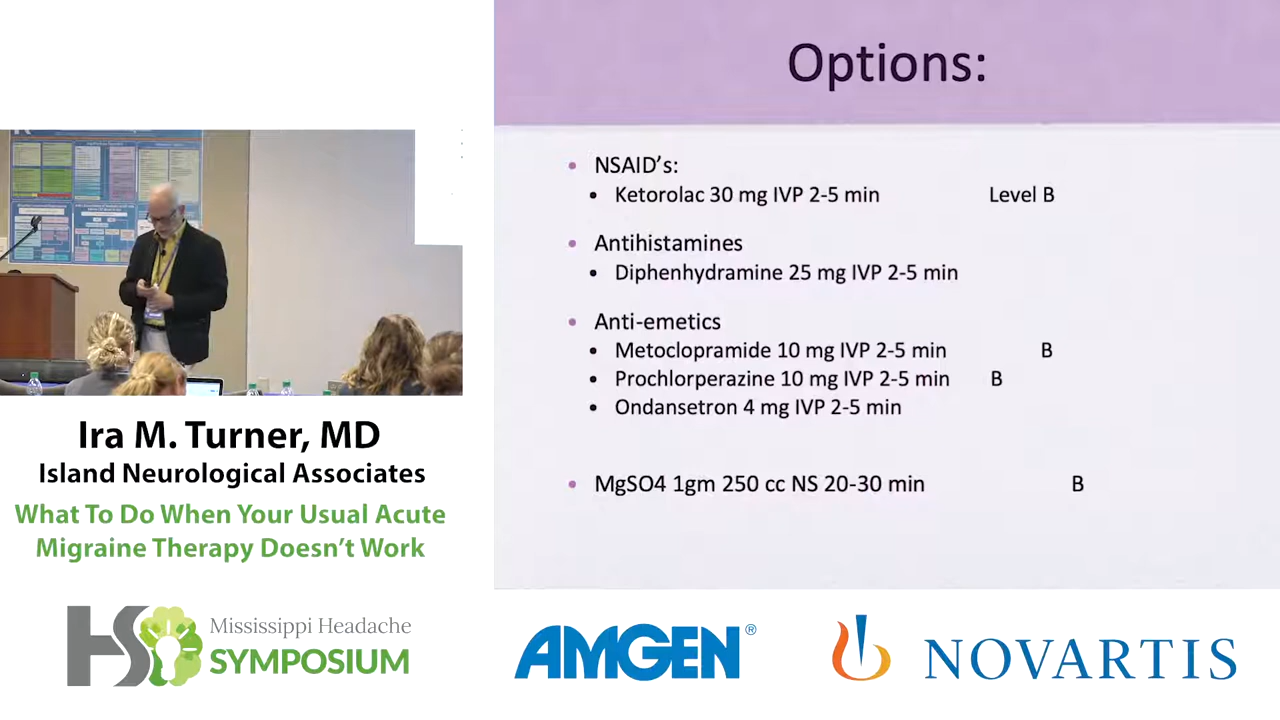 Options:
• NSAID's:
• Ketorolac 30 mg IVP 2-5 min Level B
• Antihistamines
• Diphenhydramine 25 mg IVP 2-5 min
• Anti-emetics
• Metoclopramide 10 mg IVP 2-5 min B
• Prochlorperazine 10 mg IVP 2-5 min B
• Ondansetron 4 mg IVP 2-5 min
• MgSO4 1gm 250 cc NS 20-30 min B
Ira M. Turner, MD
Island Neurological Associates
What To Do When Your Usual Acute
Migraine Therapy Doesn't Work
HS
Mississippi Headache
SYMPOSIUM
AMGEN®
NOVARTIS